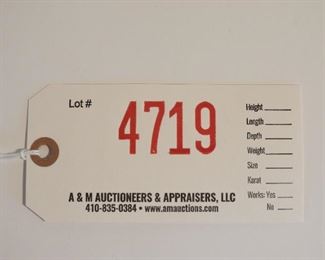 Lot #
4719
Height
Length
Depth
Weight
Size
Karat
Works: Yes
No
A & M AUCTIONEERS & APPRAISERS, LLC
410-835-0384 • www.amauctions.com